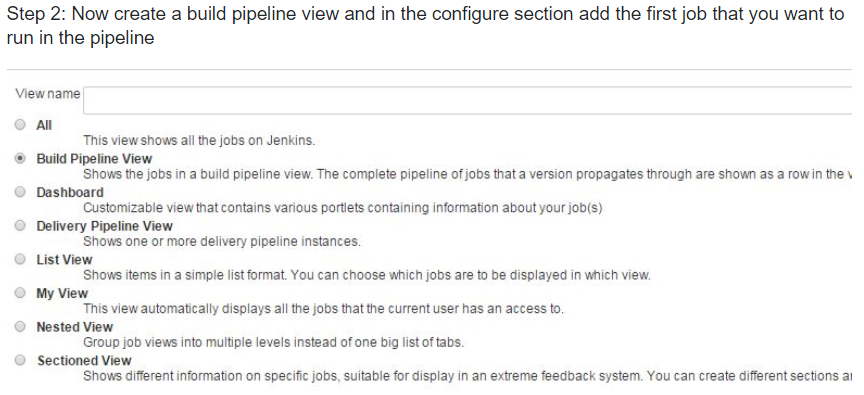 Step 2: Now create a build pipeline view and in the configure section add the first job that you want to
run in the pipeline
View name
All
This view shows all the jobs on Jenkins.
Build Pipeline View
Shows the jobs in a build pipeline view. The complete pipeline of jobs that a version propagates through are shown as a row in the
Dashboard
Customizable view that contains various portlets containing information about your job(s)
Delivery Pipeline View
Shows one or more delivery pipeline instances.
List View
Shows items in a simple list format. You can choose which jobs are to be displayed in which view.
My View
This view automatically displays all the jobs that the current user has an access to.
Nested View
Group job views into multiple levels instead of one big list of tabs.
Sectioned View
Shows different information on specific jobs, suitable for display in an extreme feedback system. You can create different sections